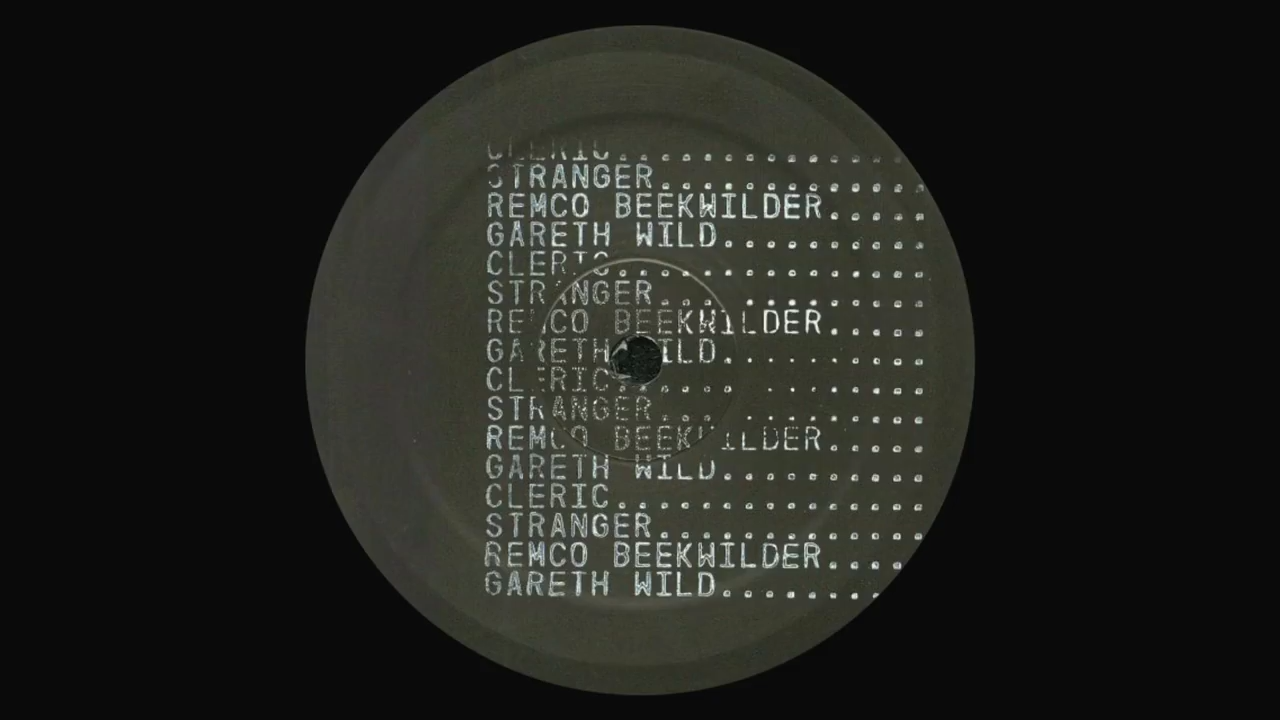 CLERIC..............
STRANGER.............
REMCO BEEKWILDER.....
GARETH WILD..........
CLERIC...............
STRANGER.............
REMCO BEEKWILDER.....
GARETH WILD..........
CLERIC...............
STRANGER.............
REMCO BEEKWILDER.....
GARETH WILD..........
CLERIC...............
STRANGER.............
REMCO BEEKWILDER....
GARETH WILD........